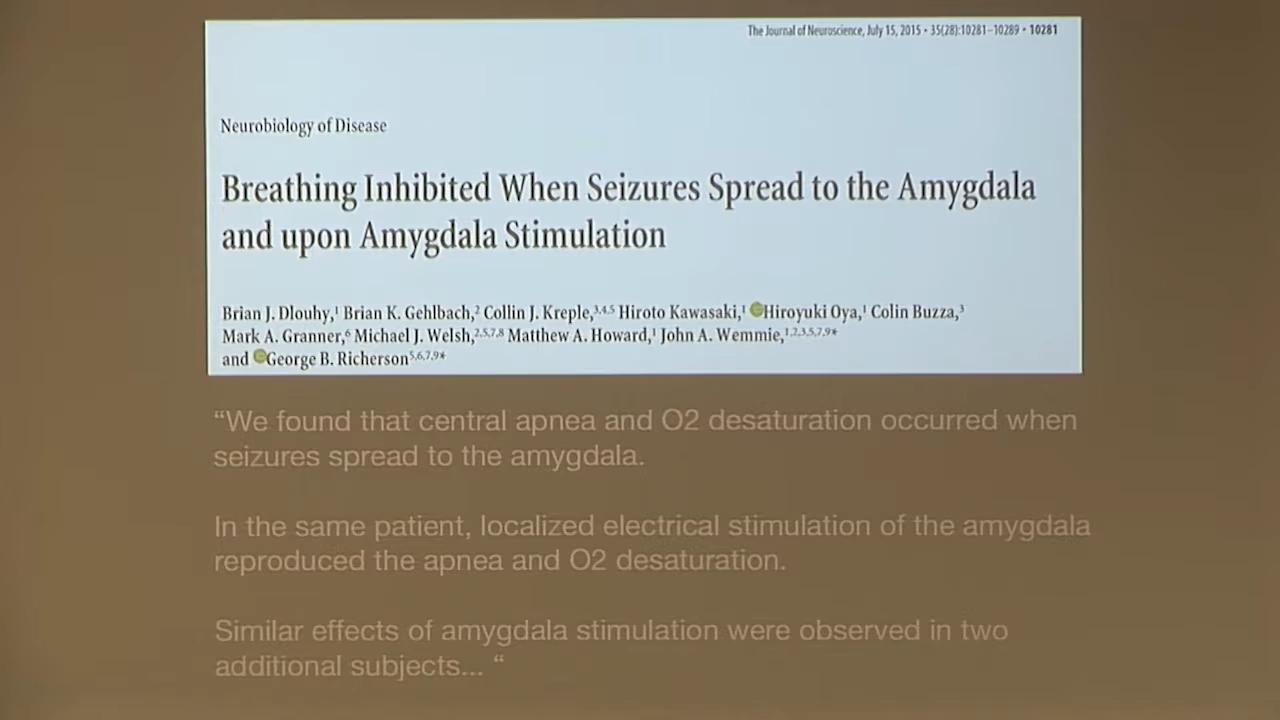 The Journal of Neuroscience, July 15, 2015 • 35(28):10281–10289 • 10281
Neurobiology of Disease
Breathing Inhibited When Seizures Spread to the Amygdala
and upon Amygdala Stimulation
Brian J. Dlouhy,1 Brian K. Gehlbach,2 Collin J. Kreple,3,4,5 Hiroto Kawasaki,1 Hiroyuki Oya,1 Colin Buzza,3
Mark A. Granner,6 Michael J. Welsh,2,5,7,8 Matthew A. Howard,1 John A. Wemmie,1,2,3,5,7,9*
and George B. Richerson5,6,7,9*
“We found that central apnea and O2 desaturation occurred when
seizures spread to the amygdala.
In the same patient, localized electrical stimulation of the amygdala
reproduced the apnea and O2 desaturation.
Similar effects of amygdala stimulation were observed in two
additional subjects... “